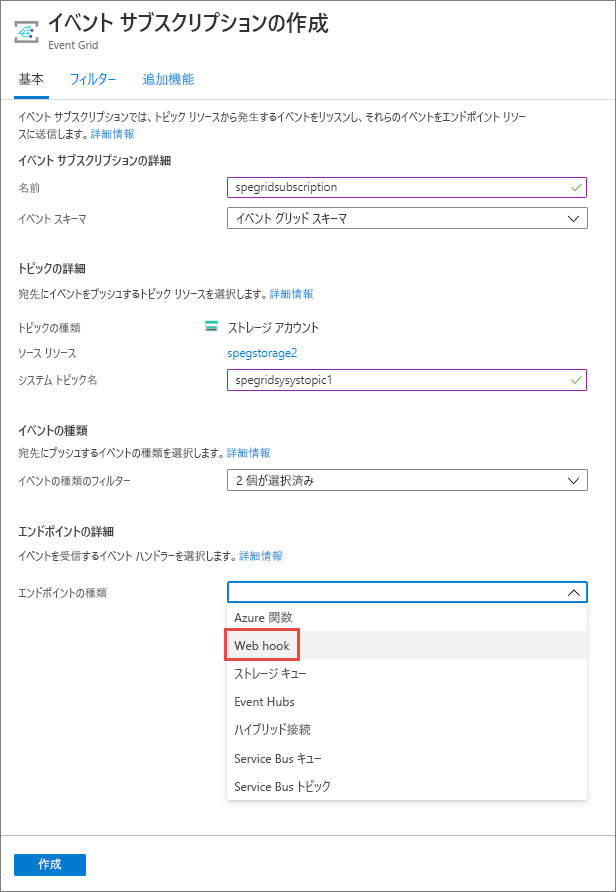 イベント サブスクリプションの作成
Event Grid
基本 フィルター 追加機能
イベント サブスクリプションでは、トピック リソースから発生するイベントをリッスンし、それらのイベントをエンドポイント リソー
スに送信します。詳細情報
イベント サブスクリプションの詳細
名前 spegridsubscription
イベント スキーマ イベント グリッド スキーマ
トピックの詳細
宛先にイベントをプッシュするトピック リソースを選択します。詳細情報
トピックの種類 ストレージ アカウント
ソース リソース spegstorage2
システム トピック名 spegridsysystopic1
イベントの種類
宛先にプッシュするイベントの種類を選択します。詳細情報
イベントの種類のフィルター 2 個が選択済み
エンドポイントの詳細
イベントを受信するイベント ハンドラーを選択します。詳細情報
エンドポイントの種類
Azure 関数
Web hook
ストレージ キュー
Event Hubs
ハイブリッド接続
Service Bus キュー
Service Bus トピック
作成